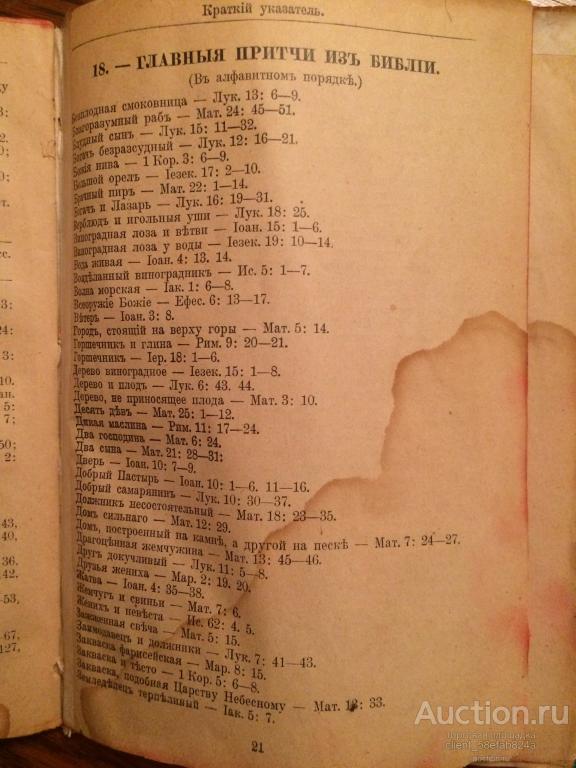 Краткій указатель.
18. — ГЛАВНЫЯ ПРИТЧИ ИЗЪ БИБЛІИ.
(Въ алфавитномъ порядкѣ.)
Безплодная смоковница — Лук. 13: 6—9.
Благоразумный рабъ — Мат. 24: 45—51.
Блудный сынъ — Лук. 15: 11—32.
Богачъ безразсудный — Лук. 12: 16—21.
Божія нива — 1 Кор. 3: 6—9.
Большой орелъ — Іезек. 17: 2—10.
Брачный пиръ — Мат. 22: 1—14.
Богачъ и Лазарь — Лук. 16: 19—31.
Верблюдъ и игольныя уши — Лук. 18: 25.
Виноградная лоза и вѣтви — Іоан. 15: 1—6.
Виноградная лоза у воды — Іезек. 19: 10—14.
Вода живая — Іоан. 4: 13. 14.
Воздѣланный виноградникъ — Ис. 5: 1—7.
Волна морская — Іак. 1: 6—8.
Всеоружіе Божіе — Ефес. 6: 13—17.
Вѣтеръ — Іоан. 3: 8.
Городъ, стоящій на верху горы — Мат. 5: 14.
Горшечникъ и глина — Рим. 9: 20—21.
Горшечникъ — Іер. 18: 1—6.
Дерево виноградное — Іезек. 15: 1—8.
Дерево и плодъ — Лук. 6: 43. 44.
Дерево, не приносящее плода — Мат. 3: 10.
Десять дѣвъ — Мат. 25: 1—12.
Дикая маслина — Рим. 11: 17—24.
Два господина — Мат. 6: 24.
Два сына — Мат. 21: 28—31:
Дверь — Іоан. 10: 7—9.
Добрый Пастырь — Іоан. 10: 1—6. 11—16.
Добрый самарянинъ — Лук. 10: 30—37.
Должникъ несостоятельный — Мат. 18: 23—35.
Домъ сильнаго — Мат. 12: 29.
Домъ, построенный на камнѣ, а другой на пескѣ — Мат. 7: 24—27.
Драгоцѣнная жемчужина — Мат. 13: 45—46.
Другъ докучливый — Лук. 11: 5—8.
Друзья жениха — Мар. 2: 19. 20.
Жатва — Іоан. 4: 35—38.
Жемчугъ и свиньи — Мат. 7: 6.
Женихъ и невѣста — Ис. 62: 4. 5.
Зажженная свѣча — Мат. 5: 15.
Заимодавецъ и должники — Лук. 7: 41—43.
Закваска фарисейская — Мар. 8: 15.
Закваска и тѣсто — 1 Кор. 5: 6—8.
Закваска, подобная Царству Небесному — Мат. 13: 33.
Земледѣлецъ терпѣливый — Іак. 5: 7.
21
Auction.ru
торговая площадка
client_58efab824a